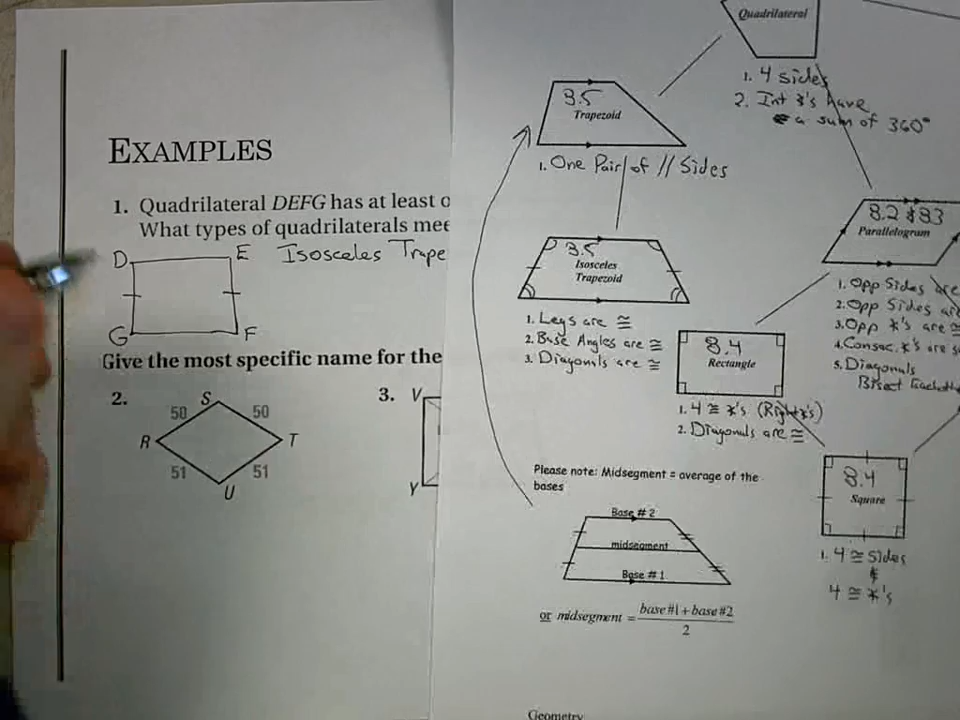 EXAMPLES
1. Quadrilateral DEFG has at least o
What types of quadrilaterals mee
D E Isosceles Trape
G F
Give the most specific name for the
2. S
50 50
R T
51 51
U
3. V
Y
Quadrilateral
1. 4 sides
2. Int ∠'s have
a sum of 360°
8.5
Trapezoid
1. One Pair of // Sides
8.5
Isosceles
Trapezoid
1. Legs are ≅
2. Base Angles are ≅
3. Diagonals are ≅
8.2 & 8.3
Parallelogram
1. Opp Sides are
2. Opp Sides are
3. Opp ∠'s are ≅
4. Consec. ∠'s are
5. Diagonals
Bisect
8.4
Rectangle
1. 4 ≅ ∠'s (Right ∠'s)
2. Diagonals are ≅
8.4
Square
1. 4 ≅ Sides
&
4 ≅ ∠'s
Please note: Midsegment = average of the
bases
Base # 2
midsegment
Base # 1
or midsegment = base #1 + base #2
2
Geometry